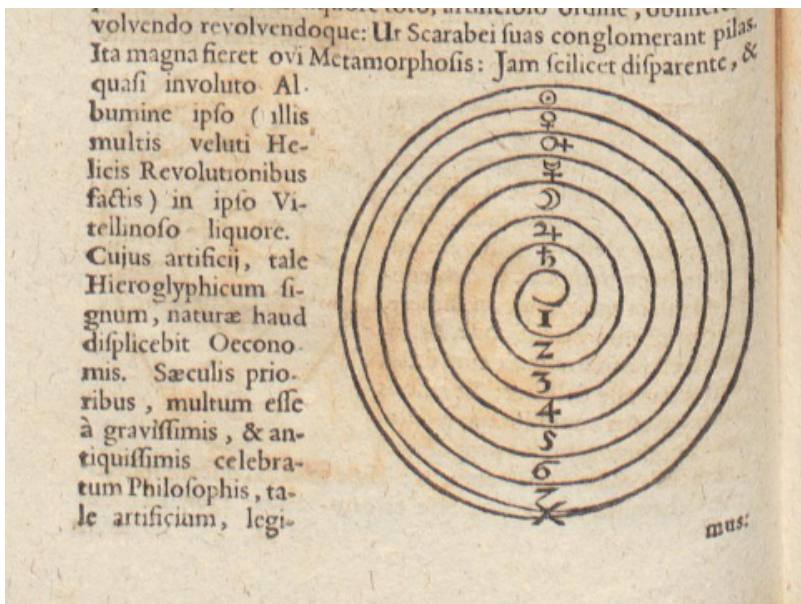 volvendo revolvendoque: Ut Scarabei ſuas conglomerant pilas.
Ita magna fieret ovi Metamorphoſis: Jam ſcilicet diſparente, &
quaſi involuto Al-
bumine ipſo ( illis
multis veluti He-
licis Revolutionibus
factis ) in ipſo Vi-
tellinoſo liquore.
Cujus artificij, tale
Hieroglyphicum ſi-
gnum, naturæ haud
diſplicebit Oecono-
mis. Sæculis prio-
ribus, multum eſſe
à graviſſimis, & an-
tiquiſſimis celebra-
tum Philoſophis, ta-
le artificium, legi-
☉
♀
♂
☿
☽
♃
♄
1
2
3
4
5
6
7
mus: